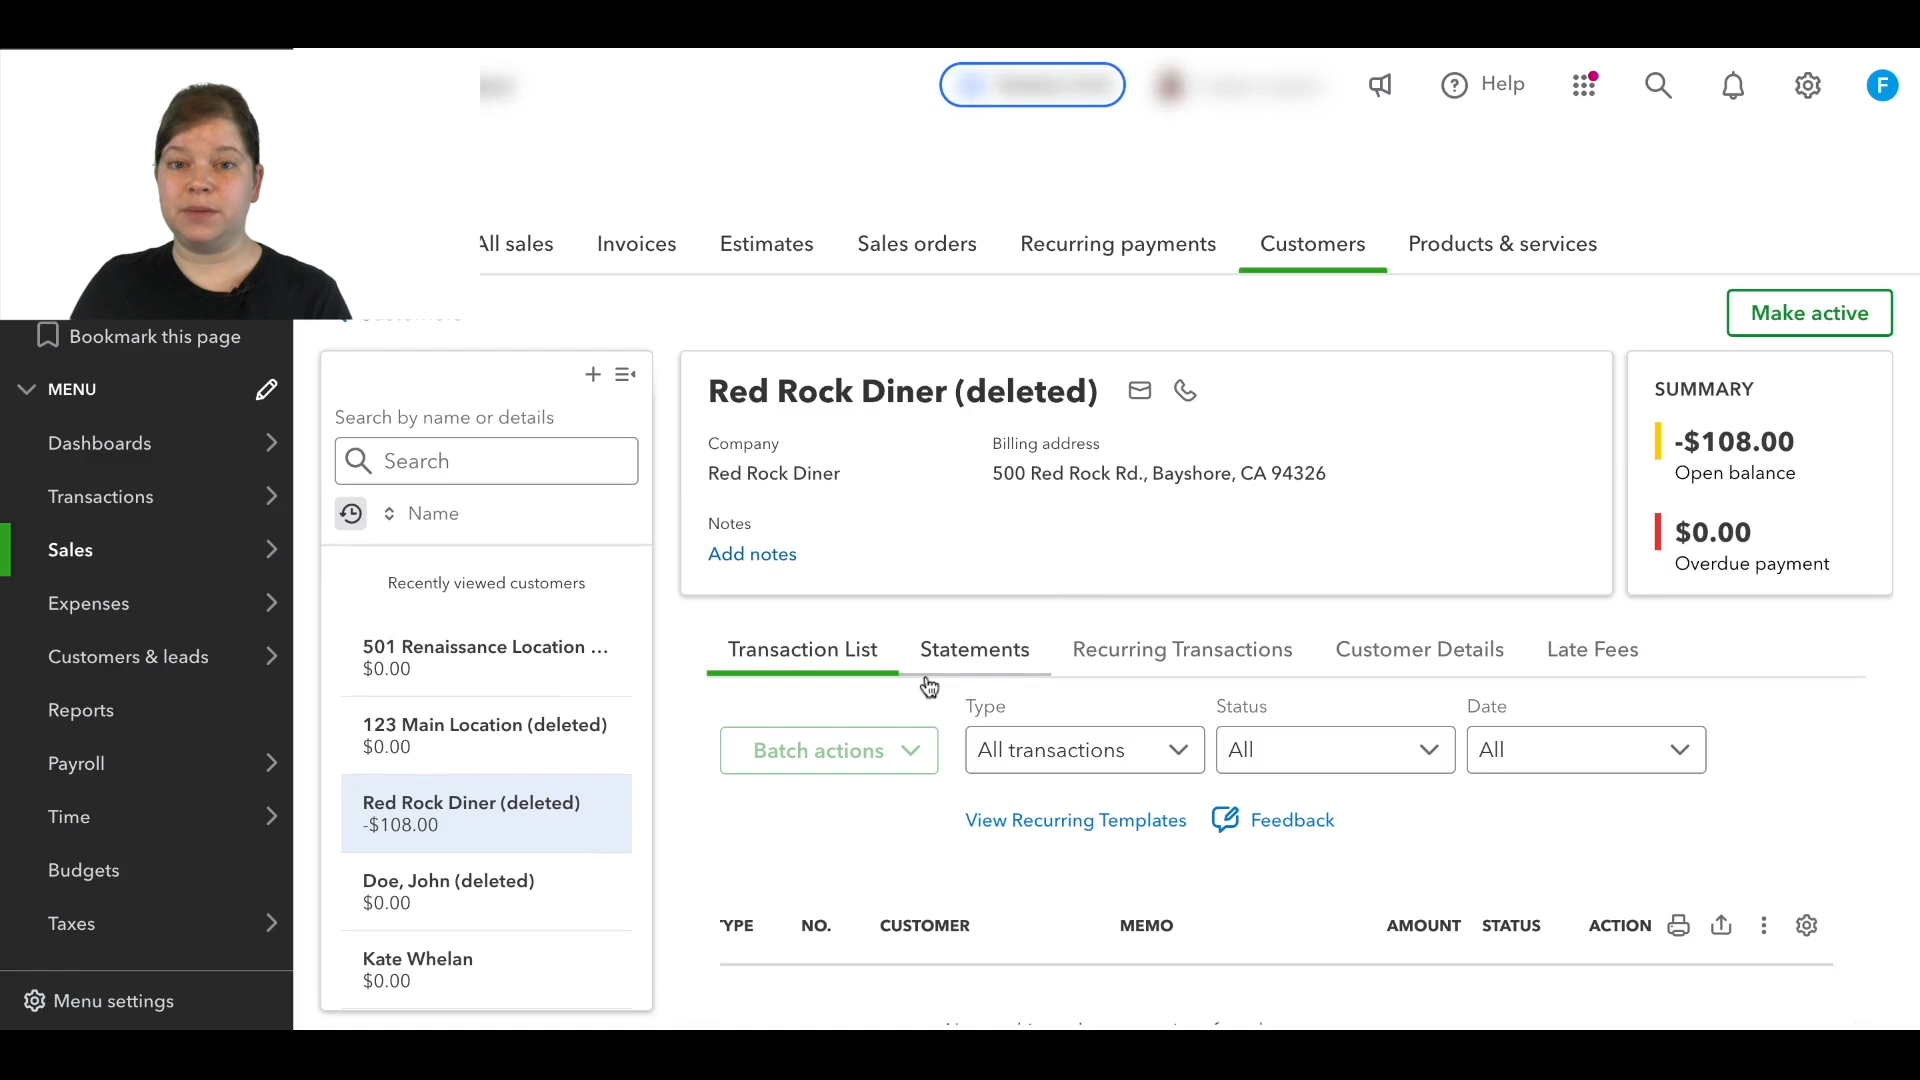 Help
All sales Invoices Estimates Sales orders Recurring payments Customers Products & services
Make active
Bookmark this page
MENU
Dashboards
Transactions
Sales
Expenses
Customers & leads
Reports
Payroll
Time
Budgets
Taxes
Menu settings
Search by name or details
Search
Name
Recently viewed customers
501 Renaissance Location ...
$0.00
123 Main Location (deleted)
$0.00
Red Rock Diner (deleted)
-$108.00
Doe, John (deleted)
$0.00
Kate Whelan
$0.00
Red Rock Diner (deleted)
Company
Red Rock Diner
Billing address
500 Red Rock Rd., Bayshore, CA 94326
Notes
Add notes
SUMMARY
-$108.00
Open balance
$0.00
Overdue payment
Transaction List Statements Recurring Transactions Customer Details Late Fees
Type Status Date
Batch actions All transactions All All
View Recurring Templates Feedback
YPE NO. CUSTOMER MEMO AMOUNT STATUS ACTION
F